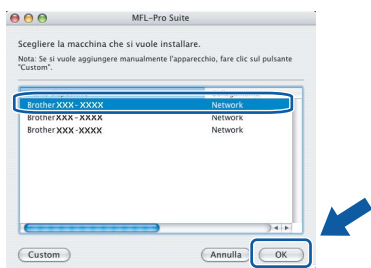 MFL-Pro Suite
Scegliere la macchina che si vuole installare.
Nota: Se si vuole aggiungere manualmente l'apparecchio, fare clic sul pulsante
"Custom".
Brother XXX-XXXX Network
Brother XXX-XXXX Network
Brother XXX-XXXX Network
Custom Annulla OK